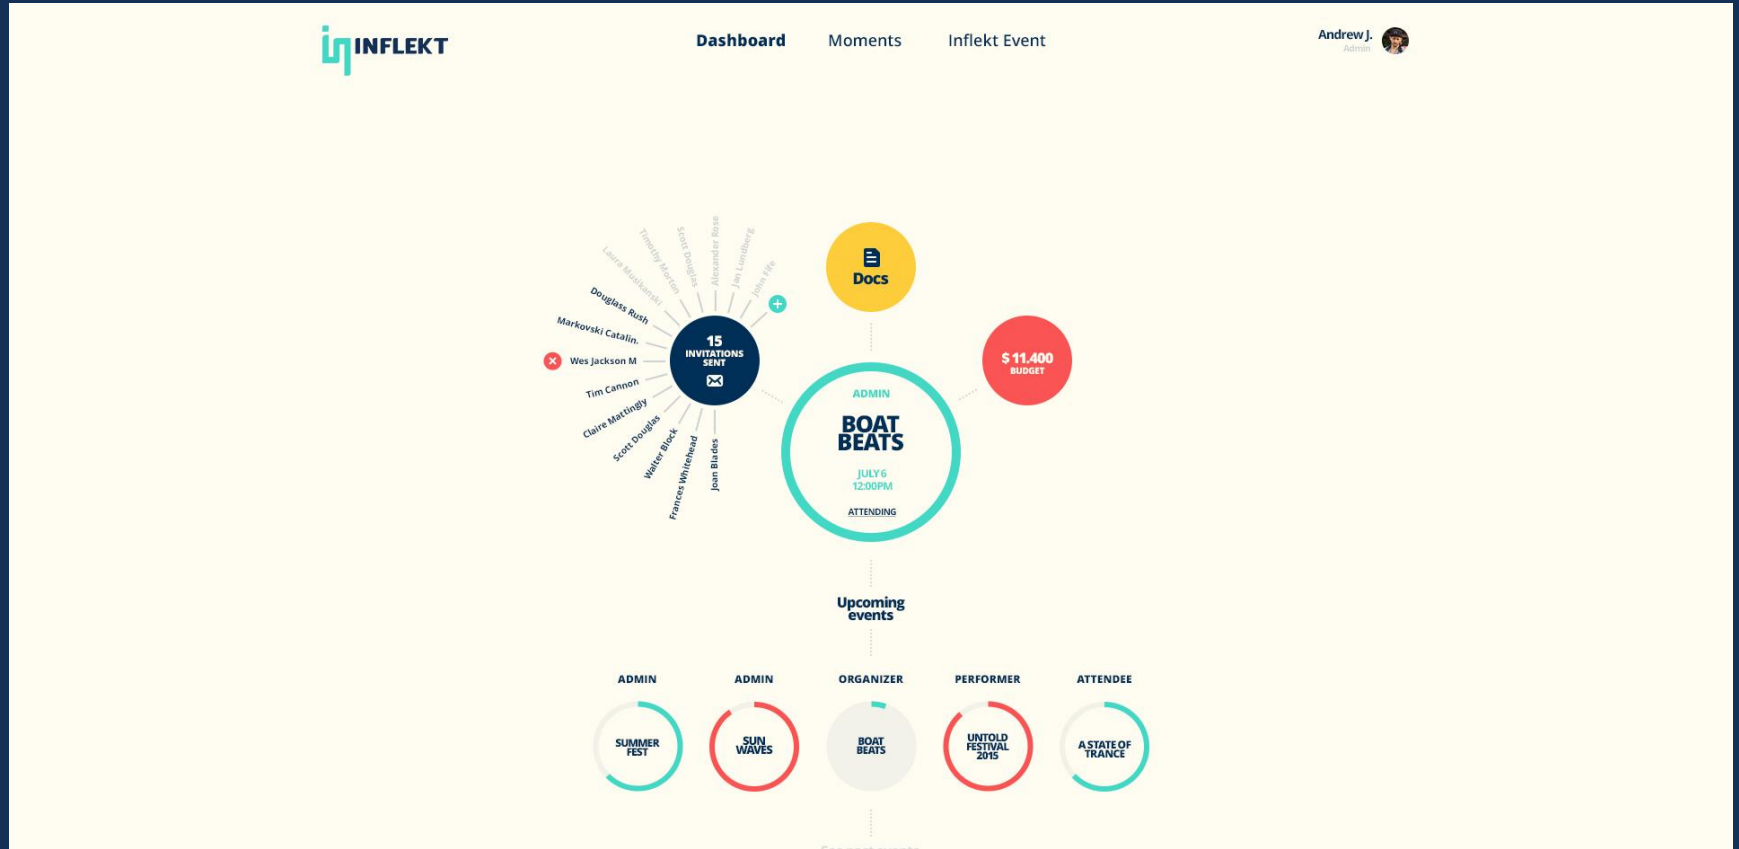 INFLEKT
Dashboard
Moments
Inflekt Event
Andrew J.
Admin
John Fife
Jan Lundberg
Alexander Rose
Scott Douglas
Timothy Morton
Laura Musikanski
Douglass Rush
Markovski Catalin.
Wes Jackson M
Tim Cannon
Claire Mattingly
Scott Douglas
Walter Block
Frances Whitehead
Joan Blades
15
INVITATIONS
SENT
Docs
$ 11.400
BUDGET
ADMIN
BOAT
BEATS
JULY 6
12:00PM
ATTENDING
Upcoming
events
ADMIN
SUMMER
FEST
ADMIN
SUN
WAVES
ORGANIZER
BOAT
BEATS
PERFORMER
UNTOLD
FESTIVAL
2015
ATTENDEE
A STATE OF
TRANCE